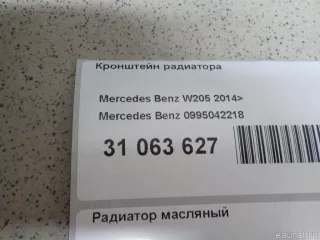 Кронштейн радиатора
Mercedes Benz W205 2014>
Mercedes Benz 0995042218
31 063 627
Радиатор масляный